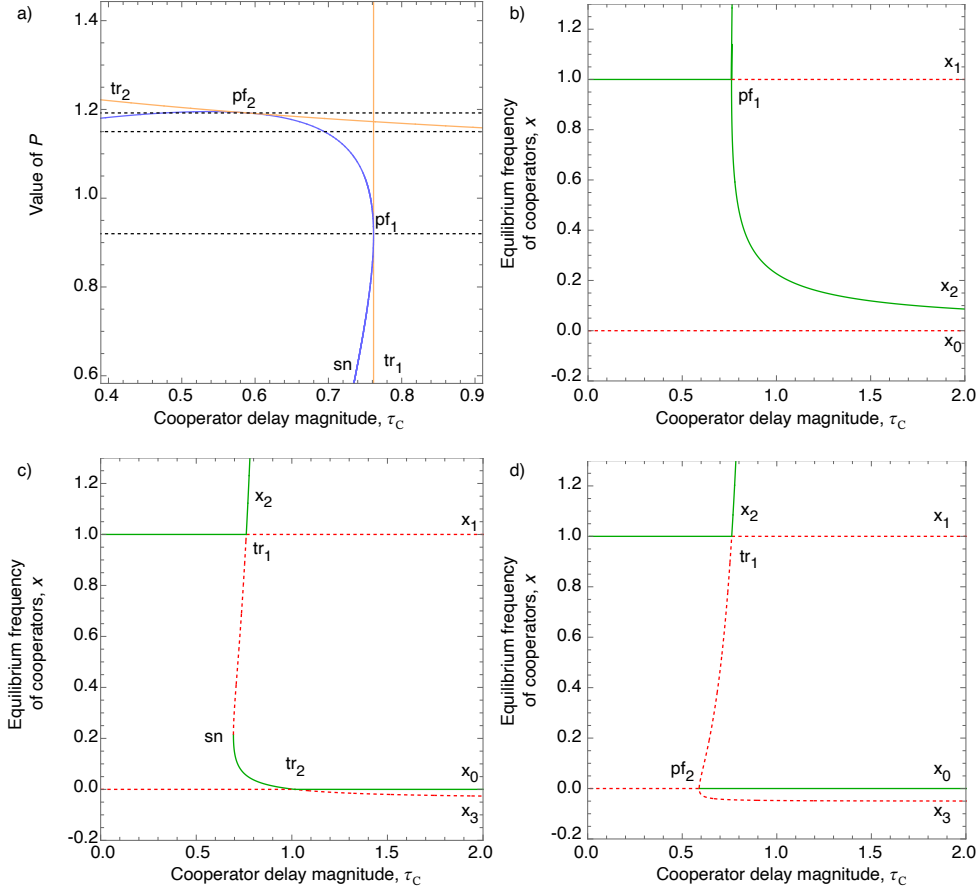 a)
1.4
1.2
1.0
0.8
0.6
Value of P
tr2
pf2
pf1
sn
tr1
0.4 0.5 0.6 0.7 0.8 0.9
Cooperator delay magnitude, τC
b)
1.2
1.0
0.8
0.6
0.4
0.2
0.0
-0.2
Equilibrium frequency
of cooperators, x
x1
pf1
x2
x0
0.0 0.5 1.0 1.5 2.0
Cooperator delay magnitude, τC
c)
1.2
1.0
0.8
0.6
0.4
0.2
0.0
-0.2
Equilibrium frequency
of cooperators, x
x2
x1
tr1
sn
tr2
x0
x3
0.0 0.5 1.0 1.5 2.0
Cooperator delay magnitude, τC
d)
1.2
1.0
0.8
0.6
0.4
0.2
0.0
-0.2
Equilibrium frequency
of cooperators, x
x2
x1
tr1
pf2
x0
x3
0.0 0.5 1.0 1.5 2.0
Cooperator delay magnitude, τC